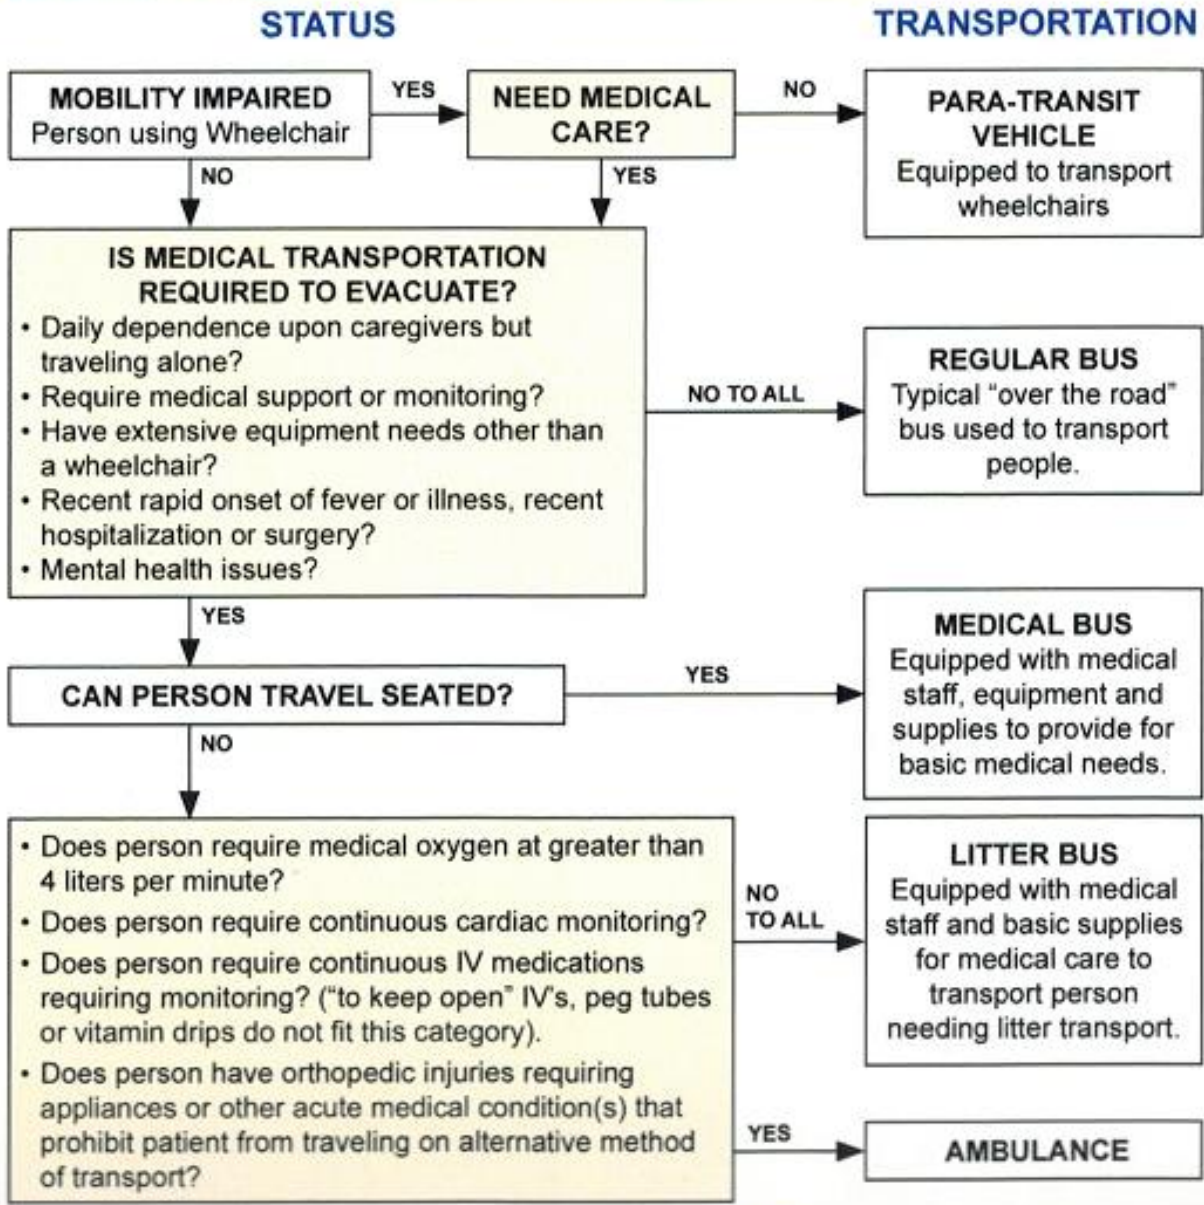 STATUS
TRANSPORTATION
MOBILITY IMPAIRED
Person using Wheelchair
YES
NEED MEDICAL
CARE?
NO
PARA-TRANSIT
VEHICLE
Equipped to transport
wheelchairs
NO
YES
IS MEDICAL TRANSPORTATION
REQUIRED TO EVACUATE?
• Daily dependence upon caregivers but
traveling alone?
• Require medical support or monitoring?
• Have extensive equipment needs other than
a wheelchair?
• Recent rapid onset of fever or illness, recent
hospitalization or surgery?
• Mental health issues?
NO TO ALL
REGULAR BUS
Typical “over the road”
bus used to transport
people.
YES
CAN PERSON TRAVEL SEATED?
YES
MEDICAL BUS
Equipped with medical
staff, equipment and
supplies to provide for
basic medical needs.
NO
• Does person require medical oxygen at greater than
4 liters per minute?
• Does person require continuous cardiac monitoring?
• Does person require continuous IV medications
requiring monitoring? (“to keep open” IV's, peg tubes
or vitamin drips do not fit this category).
• Does person have orthopedic injuries requiring
appliances or other acute medical condition(s) that
prohibit patient from traveling on alternative method
of transport?
NO
TO ALL
LITTER BUS
Equipped with medical
staff and basic supplies
for medical care to
transport person
needing litter transport.
YES
AMBULANCE